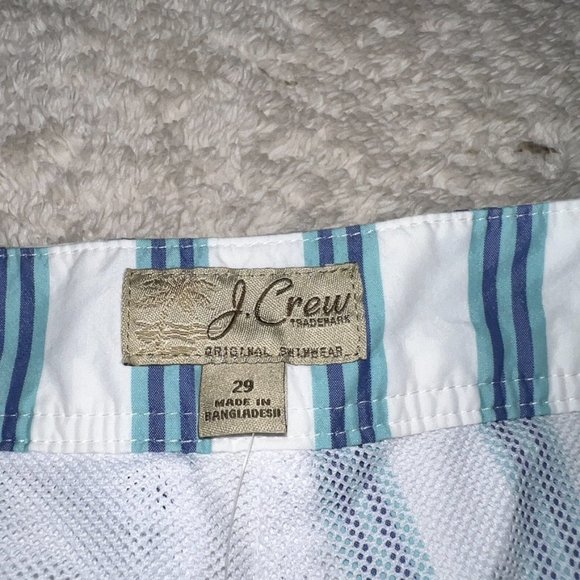 J. Crew
TRADEMARK
ORIGINAL SWIMWEAR
29
MADE IN
BANGLADESH